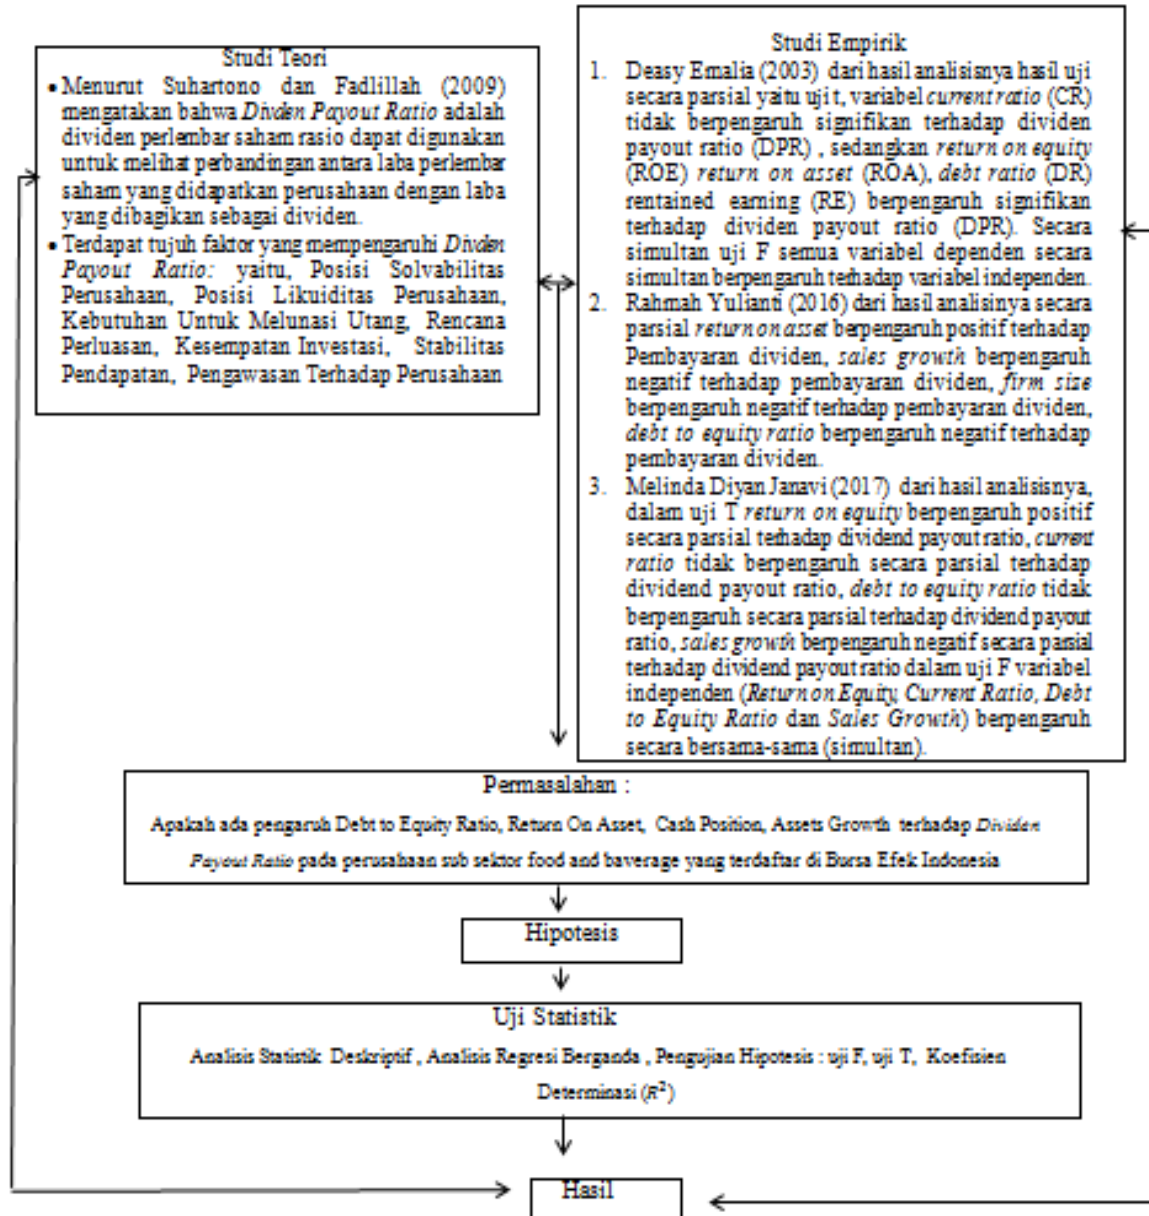 Studi Teori
• Menurut Suhartono dan Fadlillah (2009)
mengatakan bahwa Dividen Payout Ratio adalah
dividen perlembar saham rasio dapat digunakan
untuk melihat perbandingan antara laba perlembar
saham yang didapatkan perusahaan dengan laba
yang dibagikan sebagai dividen.
• Terdapat tujuh faktor yang mempengaruhi Dividen
Payout Ratio: yaitu, Posisi Solvabilitas
Perusahaan, Posisi Likuiditas Perusahaan,
Kebutuhan Untuk Melunasi Utang, Rencana
Perluasan, Kesempatan Investasi, Stabilitas
Pendapatan, Pengawasan Terhadap Perusahaan
Studi Empirik
1. Deasy Emalia (2003) dari hasil analisisnya hasil uji
secara parsial yaitu uji t, variabel current ratio (CR)
tidak berpengaruh signifikan terhadap dividen
payout ratio (DPR) , sedangkan return on equity
(ROE) return on asset (ROA), debt ratio (DR)
rentained earning (RE) berpengaruh signifikan
terhadap dividen payout ratio (DPR). Secara
simultan uji F semua variabel dependen secara
simultan berpengaruh terhadap variabel independen.
2. Rahmah Yulianti (2016) dari hasil analisinya secara
parsial return on asset berpengaruh positif terhadap
Pembayaran dividen, sales growth berpengaruh
negatif terhadap pembayaran dividen, firm size
berpengaruh negatif terhadap pembayaran dividen,
debt to equity ratio berpengaruh negatif terhadap
pembayaran dividen.
3. Melinda Diyan Janavi (2017) dari hasil analisisnya,
dalam uji T return on equity berpengaruh positif
secara parsial terhadap dividend payout ratio, current
ratio tidak berpengaruh secara parsial terhadap
dividend payout ratio, debt to equity ratio tidak
berpengaruh secara parsial terhadap dividend payout
ratio, sales growth berpengaruh negatif secara parsial
terhadap dividend payout ratio dalam uji F variabel
independen (Return on Equity, Current Ratio, Debt
to Equity Ratio dan Sales Growth) berpengaruh
secara bersama-sama (simultan).
Permasalahan :
Apakah ada pengaruh Debt to Equity Ratio, Return On Asset, Cash Position, Assets Growth terhadap Dividen
Payout Ratio pada perusahaan sub sektor food and baverage yang terdaftar di Bursa Efek Indonesia
Hipotesis
Uji Statistik
Analisis Statistik Deskriptif , Analisis Regresi Berganda , Pengujian Hipotesis : uji F, uji T, Koefisien
Determinasi (R²)
Hasil